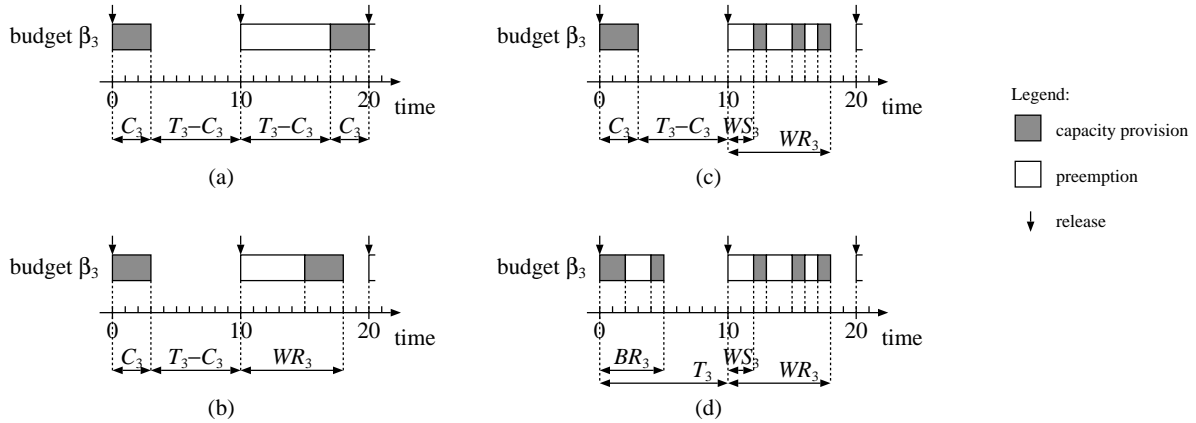 budget β₃
0 10 20 time
C₃ T₃–C₃ T₃–C₃ C₃
(a)
budget β₃
0 10 20 time
C₃ T₃–C₃ WS₃
WR₃
(c)
Legend:
capacity provision
preemption
release
budget β₃
0 10 20 time
C₃ T₃–C₃ WR₃
(b)
budget β₃
0 10 20 time
BR₃ WS₃
T₃ WR₃
(d)